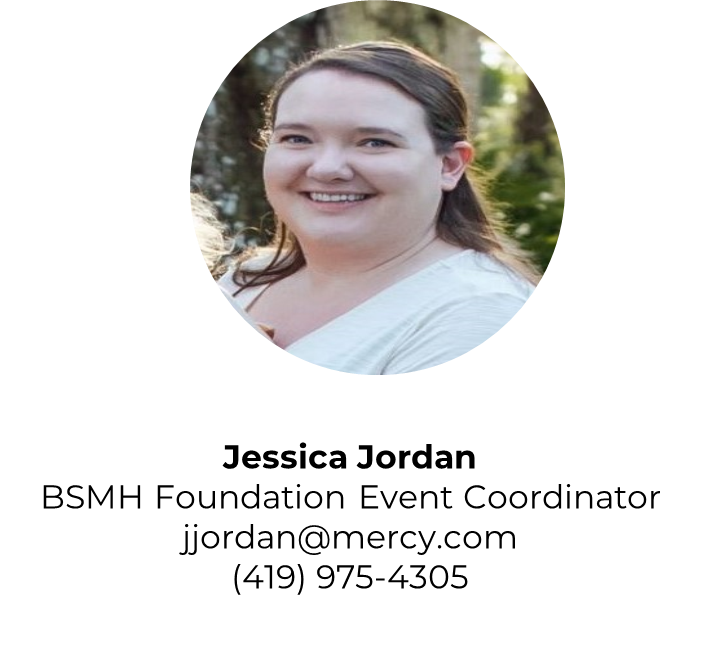 Jessica Jordan
BSMH Foundation Event Coordinator
jjordan@mercy.com
(419) 975-4305